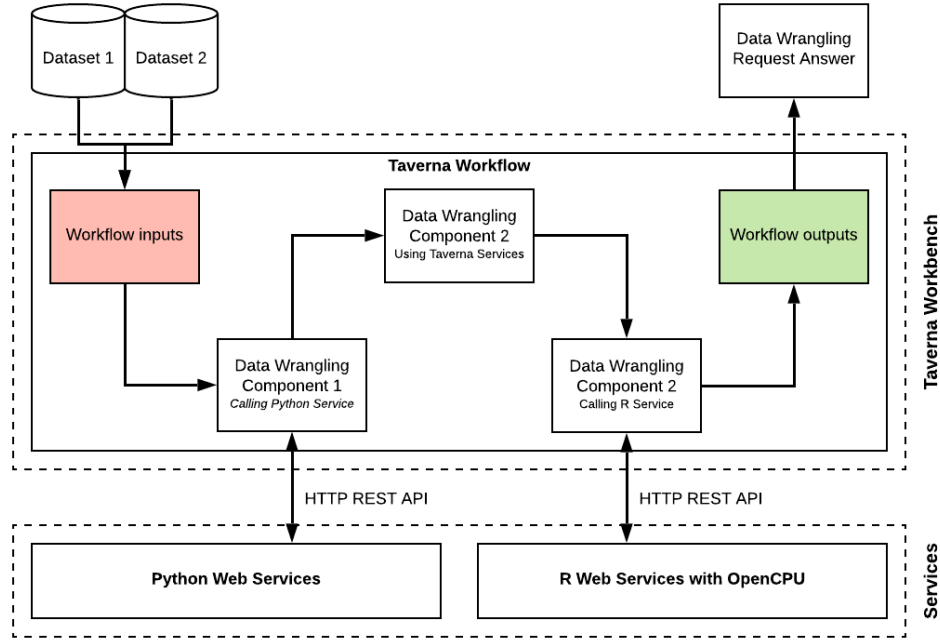 Dataset 1
Dataset 2
Data Wrangling
Request Answer
Taverna Workflow
Workflow inputs
Data Wrangling
Component 2
Using Taverna Services
Workflow outputs
Data Wrangling
Component 1
Calling Python Service
Data Wrangling
Component 2
Calling R Service
Taverna Workbench
HTTP REST API
HTTP REST API
Python Web Services
R Web Services with OpenCPU
Services